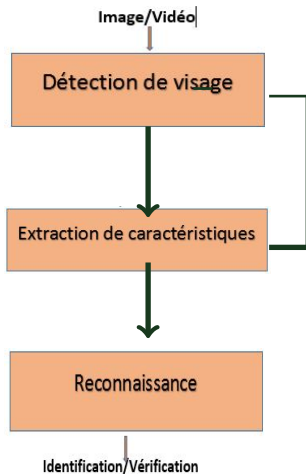 Image/Vidéo
Détection de visage
Extraction de caractéristiques
Reconnaissance
Identification/Vérification